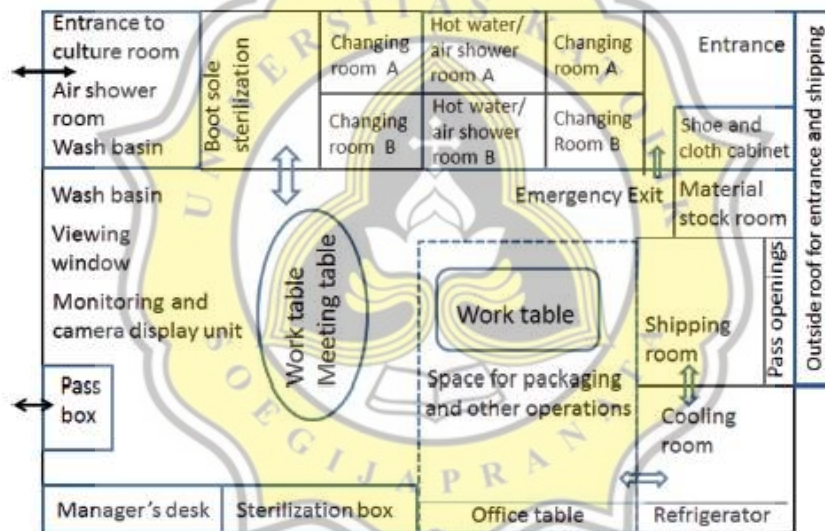 Entrance to
culture room
Air shower
room
Wash basin
Boot sole
sterilization
Changing
room A
Hot water/
air shower
room A
Changing
room A
Entrance
Changing
room B
Hot water/
air shower
room B
Changing
Room B
Shoe and
cloth cabinet
Outside roof for entrance and shipping
Wash basin
Viewing
window
Monitoring and
camera display unit
Work table
Meeting table
Emergency Exit
Material
stock room
Work table
Space for packaging
and other operations
Shipping
room
Pass openings
Pass
box
Cooling
room
Manager's desk
Sterilization box
Office table
Refrigerator
UNIVERSITAS KATOLIK
SOEGIJAPRANATA